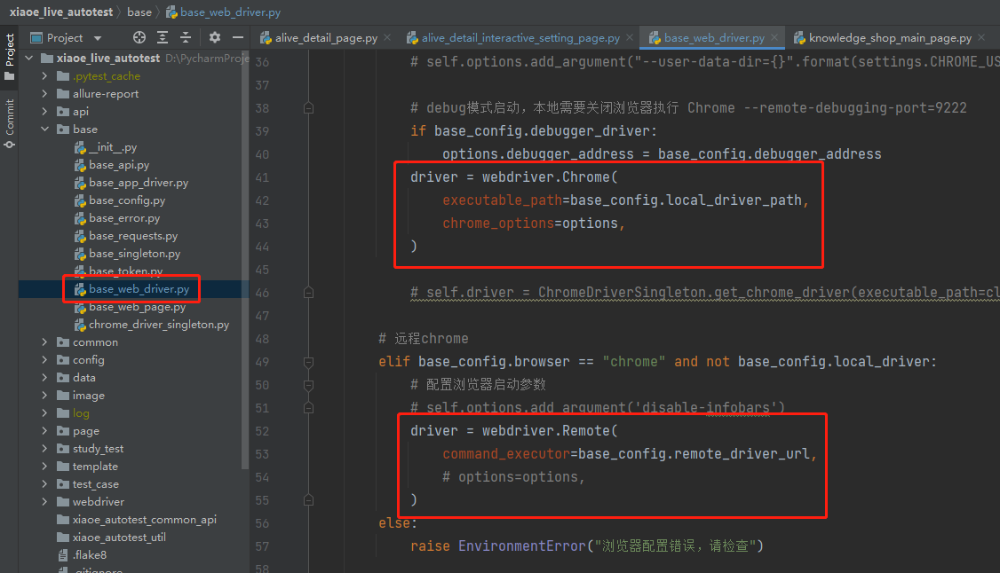 xiaoe_live_autotest base base_web_driver.py
Project
alive_detail_page.py
alive_detail_interactive_setting_page.py
base_web_driver.py
knowledge_shop_main_page.py
Project
Commit
xiaoe_live_autotest D:\PycharmProje
.pytest_cache
allure-report
api
base
__init__.py
base_api.py
base_app_driver.py
base_config.py
base_error.py
base_requests.py
base_singleton.py
base_token.py
base_web_driver.py
base_web_page.py
chrome_driver_singleton.py
common
config
data
image
log
page
study_test
template
test_case
webdriver
xiaoe_autotest_common_api
xiaoe_autotest_util
.flake8
.gitignore
36 # self.options.add_argument("--user-data-dir={}".format(settings.CHROME_US
37
38 # debug模式启动，本地需要关闭浏览器执行 Chrome --remote-debugging-port=9222
39 if base_config.debugger_driver:
40 options.debugger_address = base_config.debugger_address
41 driver = webdriver.Chrome(
42 executable_path=base_config.local_driver_path,
43 chrome_options=options,
44 )
45
46 # self.driver = ChromeDriverSingleton.get_chrome_driver(executable_path=cl
47
48 # 远程chrome
49 elif base_config.browser == "chrome" and not base_config.local_driver:
50 # 配置浏览器启动参数
51 # self.options.add_argument('disable-infobars')
52 driver = webdriver.Remote(
53 command_executor=base_config.remote_driver_url,
54 # options=options,
55 )
56 else:
57 raise EnvironmentError("浏览器配置错误，请检查")
58